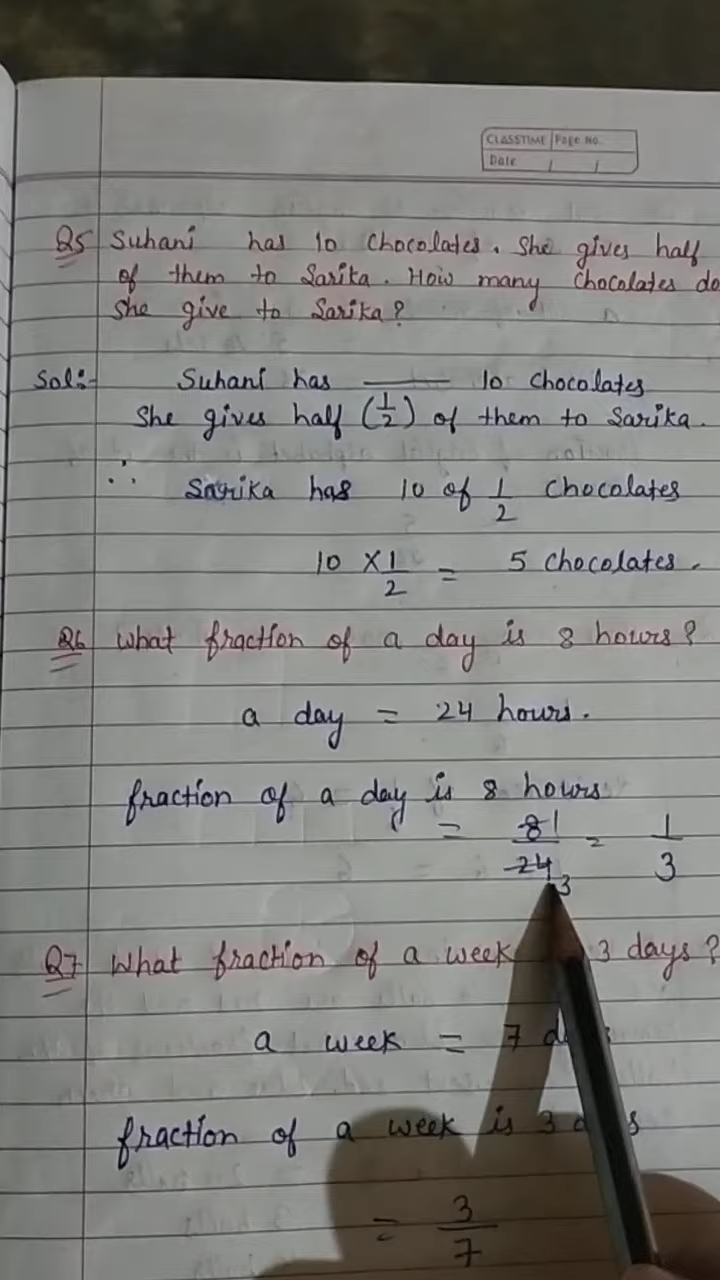 CLASSTIME Page No.
Date / /
Q5 Suhani has 10 chocolates. She gives half
of them to Sarika. How many chocolates do
she give to Sarika?
Sol:- Suhani has —— 10 chocolates
She gives half (1/2) of them to Sarika.
∴ Sarika has 10 of 1/2 chocolates
10 × 1/2 = 5 chocolates.
Q6 What fraction of a day is 8 hours?
a day = 24 hours.
fraction of a day is 8 hours
= 8 1 / 24 3 = 1/3
Q7 What fraction of a week 3 days?
a week = 7
fraction of a week is 3
= 3/7